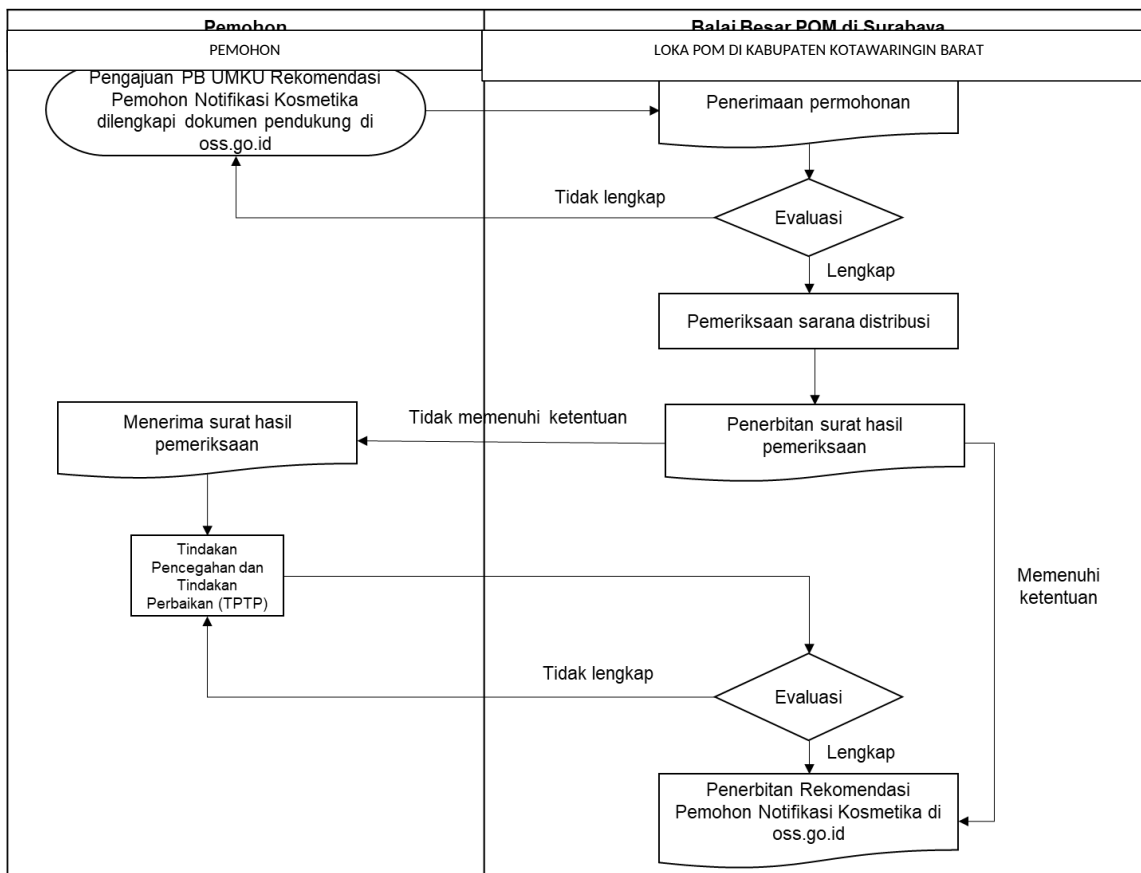 Pemohon
Balai Besar POM di Surabaya
PEMOHON
LOKA POM DI KABUPATEN KOTAWARINGIN BARAT
Pengajuan PB UMKU Rekomendasi
Pemohon Notifikasi Kosmetika
dilengkapi dokumen pendukung di
oss.go.id
Penerimaan permohonan
Tidak lengkap
Evaluasi
Lengkap
Pemeriksaan sarana distribusi
Menerima surat hasil
pemeriksaan
Tidak memenuhi ketentuan
Penerbitan surat hasil
pemeriksaan
Tindakan
Pencegahan dan
Tindakan
Perbaikan (TPTP)
Memenuhi
ketentuan
Tidak lengkap
Evaluasi
Lengkap
Penerbitan Rekomendasi
Pemohon Notifikasi Kosmetika di
oss.go.id